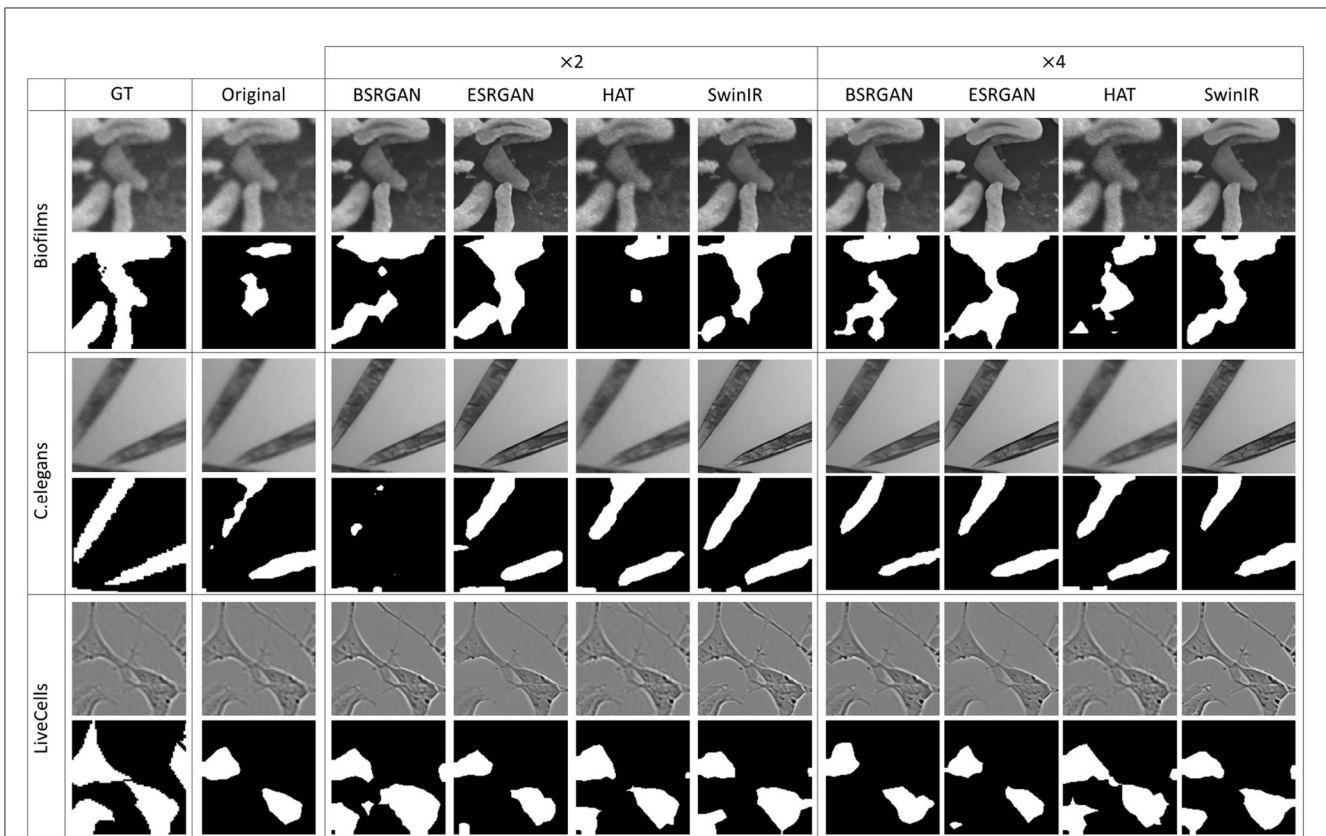 ×2 ×4
GT Original BSRGAN ESRGAN HAT SwinIR BSRGAN ESRGAN HAT SwinIR
Biofilms
C.elegans
LiveCells